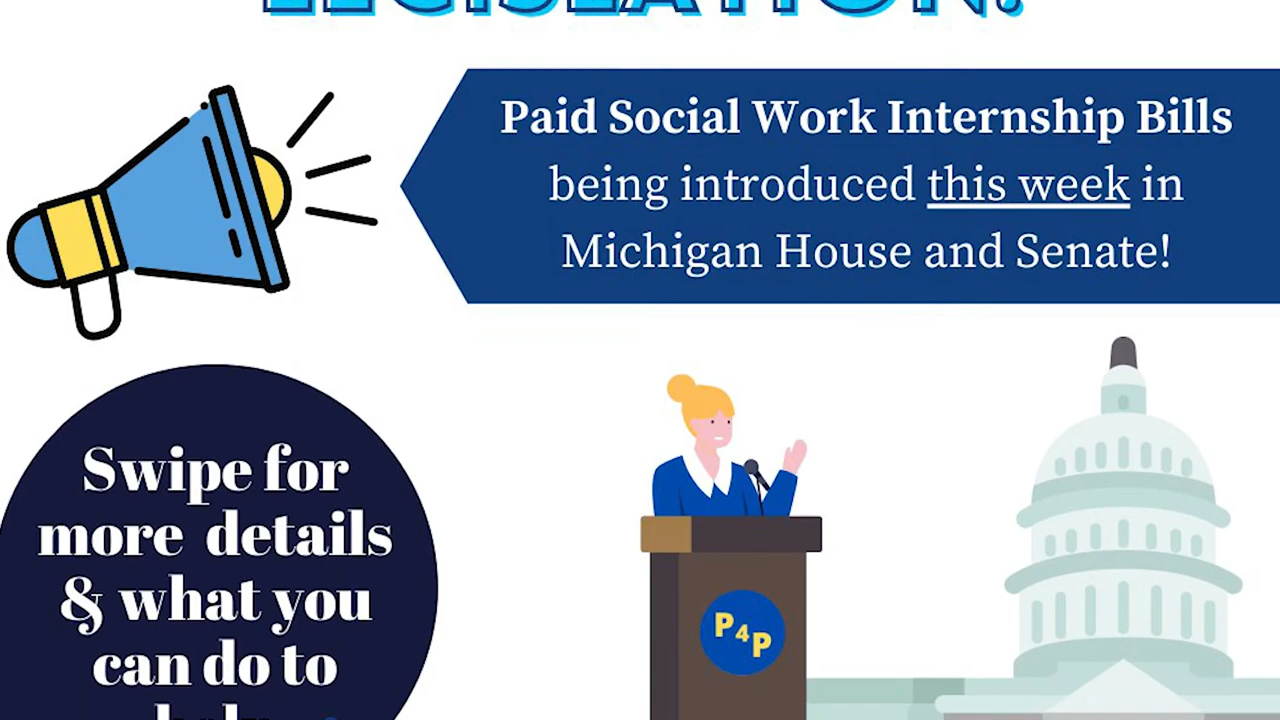 LEGISLATION!
Paid Social Work Internship Bills
being introduced this week in
Michigan House and Senate!
Swipe for
more details
& what you
can do to
P4P